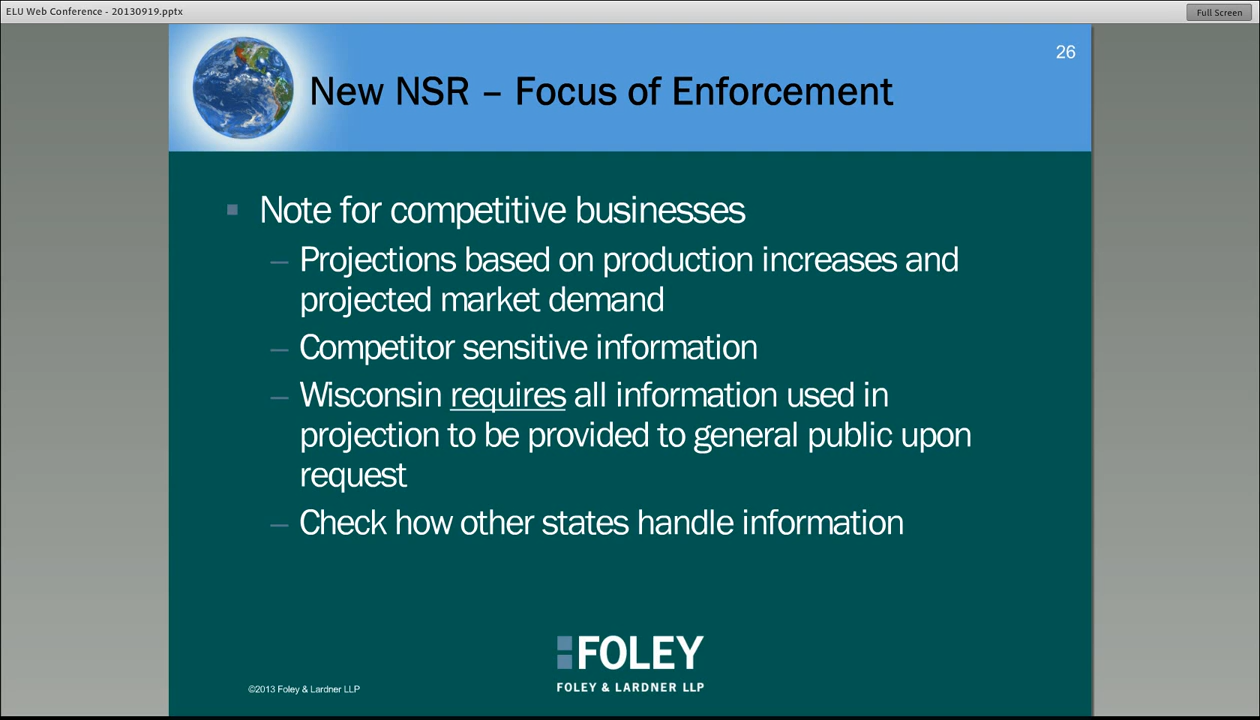 ELU Web Conference - 20130919.pptx
Full Screen
26
New NSR – Focus of Enforcement
▪ Note for competitive businesses
– Projections based on production increases and
projected market demand
– Competitor sensitive information
– Wisconsin requires all information used in
projection to be provided to general public upon
request
– Check how other states handle information
FOLEY
FOLEY & LARDNER LLP
©2013 Foley & Lardner LLP